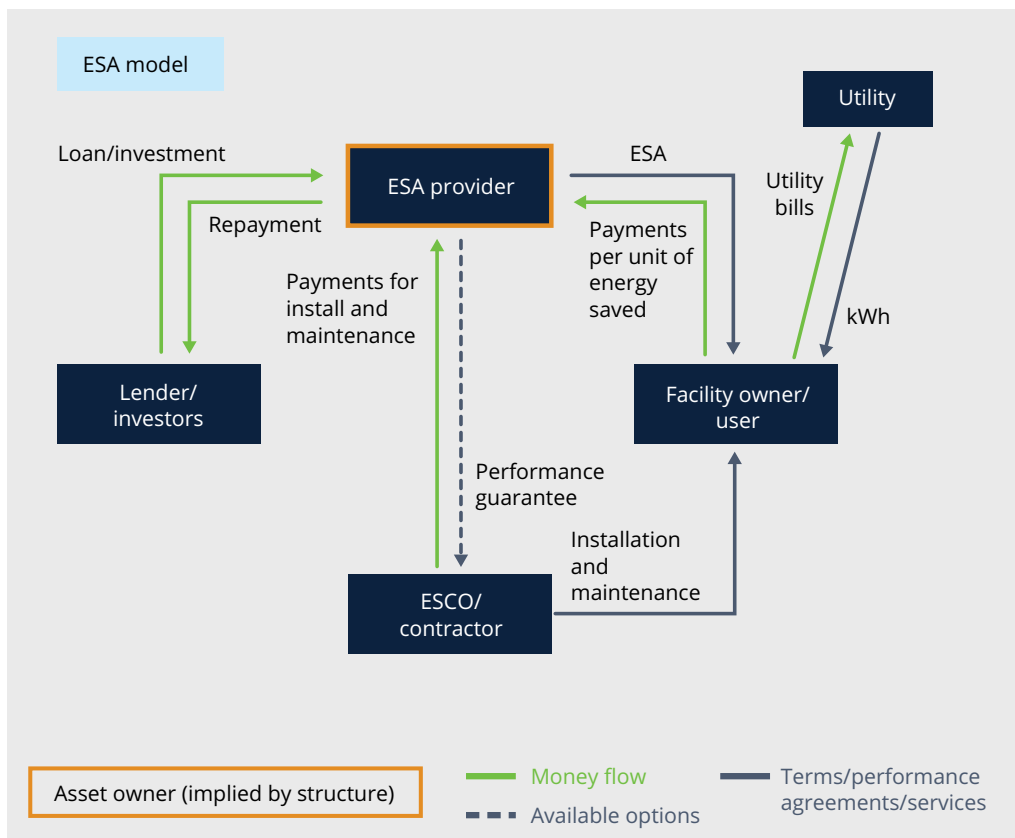 ESA model
Utility
Loan/investment
ESA provider
ESA
Repayment
Utility
bills
Payments
per unit of
energy
saved
Payments for
install and
maintenance
kWh
Lender/
investors
Facility owner/
user
Performance
guarantee
Installation
and
maintenance
ESCO/
contractor
Asset owner (implied by structure)
Money flow
Available options
Terms/performance
agreements/services